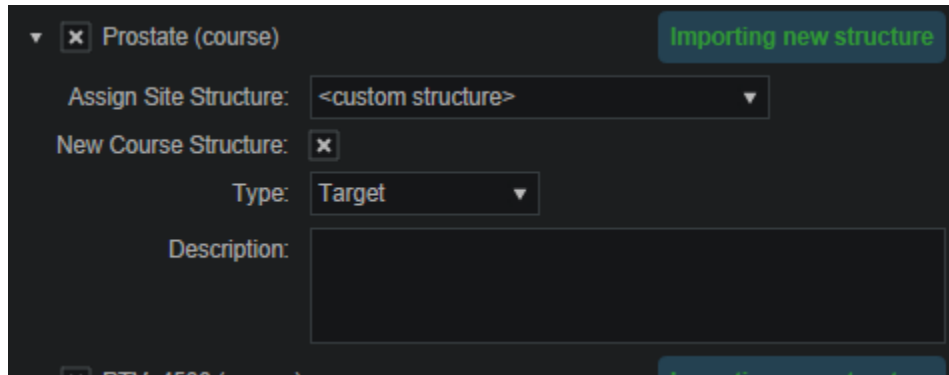 Prostate (course) Importing new structure
Assign Site Structure: <custom structure>
New Course Structure:
Type: Target
Description: